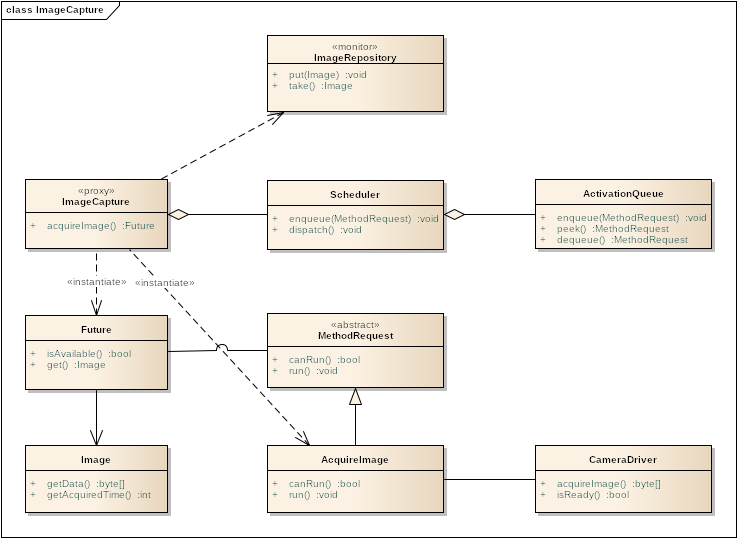 class ImageCapture
«monitor»
ImageRepository
+ put(Image) :void
+ take() :Image
«proxy»
ImageCapture
+ acquireImage() :Future
Scheduler
+ enqueue(MethodRequest) :void
+ dispatch() :void
ActivationQueue
+ enqueue(MethodRequest) :void
+ peek() :MethodRequest
+ dequeue() :MethodRequest
«instantiate»
«instantiate»
Future
+ isAvailable() :bool
+ get() :Image
«abstract»
MethodRequest
+ canRun() :bool
+ run() :void
Image
+ getData() :byte[]
+ getAcquiredTime() :int
AcquireImage
+ canRun() :bool
+ run() :void
CameraDriver
+ acquireImage() :byte[]
+ isReady() :bool